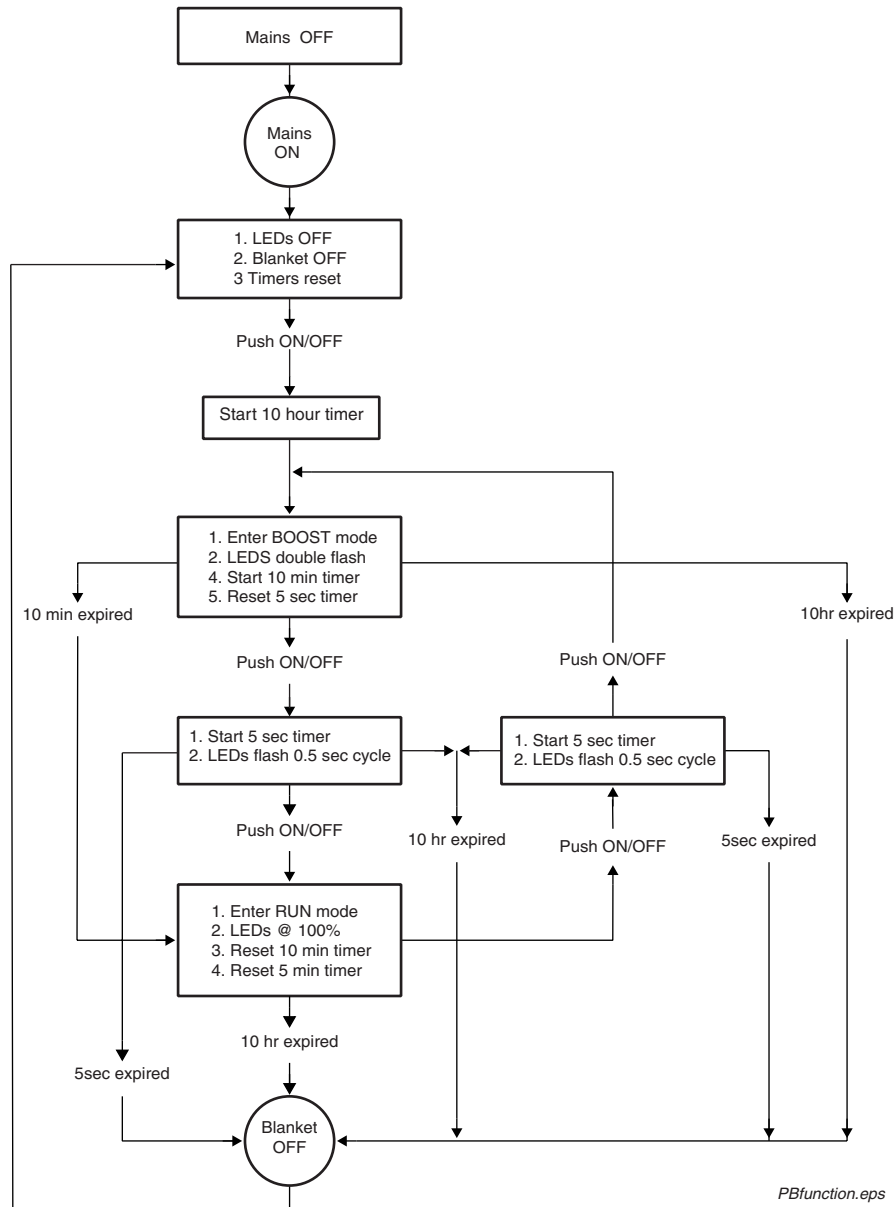 Mains OFF
Mains
ON
1. LEDs OFF
2. Blanket OFF
3 Timers reset
Push ON/OFF
Start 10 hour timer
1. Enter BOOST mode
2. LEDS double flash
4. Start 10 min timer
5. Reset 5 sec timer
10 min expired
10hr expired
Push ON/OFF
Push ON/OFF
1. Start 5 sec timer
2. LEDs flash 0.5 sec cycle
1. Start 5 sec timer
2. LEDs flash 0.5 sec cycle
Push ON/OFF
10 hr expired
Push ON/OFF
5sec expired
1. Enter RUN mode
2. LEDs @ 100%
3. Reset 10 min timer
4. Reset 5 min timer
10 hr expired
5sec expired
Blanket
OFF
PBfunction.eps